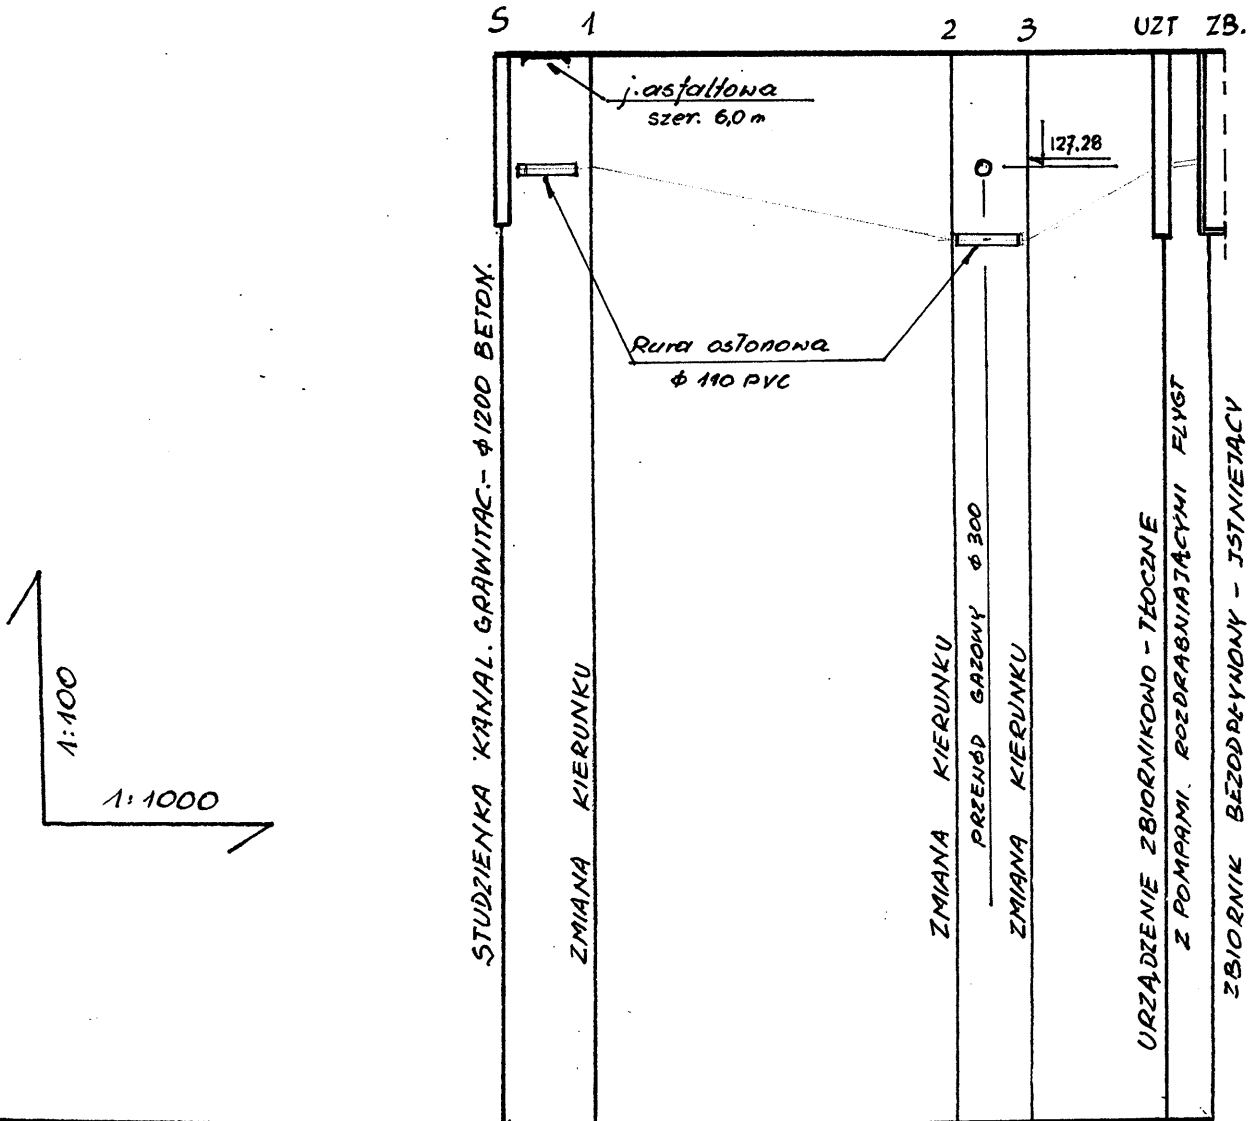 S 1 2 3 UZT ZB.
j. asfaltowa
szer. 6,0 m
127.28
Rura osłonowa
ϕ 110 PVC
STUDZIENKA KANAL. GRAWITAC. - ϕ 1200 BETON.
ZMIANA KIERUNKU
ZMIANA KIERUNKU
PRZEWÓD GAZOWY ϕ 300
ZMIANA KIERUNKU
URZĄDZENIE ZBIORNIKOWO - TŁOCZNE
Z POMPAMI. ROZDRABNIAJĄCYMI FLYGT
ZBIORNIK BEZODPŁYWOWY - ISTNIEJĄCY
1:100
1:1000